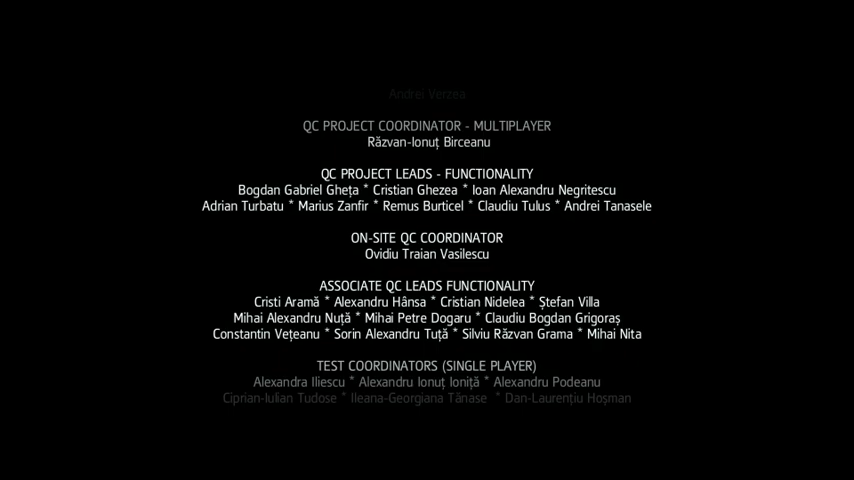 Andrei Verzea
QC PROJECT COORDINATOR - MULTIPLAYER
Răzvan-Ionuț Birceanu
QC PROJECT LEADS - FUNCTIONALITY
Bogdan Gabriel Gheța * Cristian Ghezea * Ioan Alexandru Negritescu
Adrian Turbatu * Marius Zanfir * Remus Burticel * Claudiu Tulus * Andrei Tanasele
ON-SITE QC COORDINATOR
Ovidiu Traian Vasilescu
ASSOCIATE QC LEADS FUNCTIONALITY
Cristi Aramă * Alexandru Hânsa * Cristian Nidelea * Ștefan Villa
Mihai Alexandru Nuță * Mihai Petre Dogaru * Claudiu Bogdan Grigoraș
Constantin Vețeanu * Sorin Alexandru Tuță * Silviu Răzvan Grama * Mihai Nita
TEST COORDINATORS (SINGLE PLAYER)
Alexandra Iliescu * Alexandru Ionuț Ioniță * Alexandru Podeanu
Ciprian-Iulian Tudose * Ileana-Georgiana Tănase * Dan-Laurențiu Hoșman